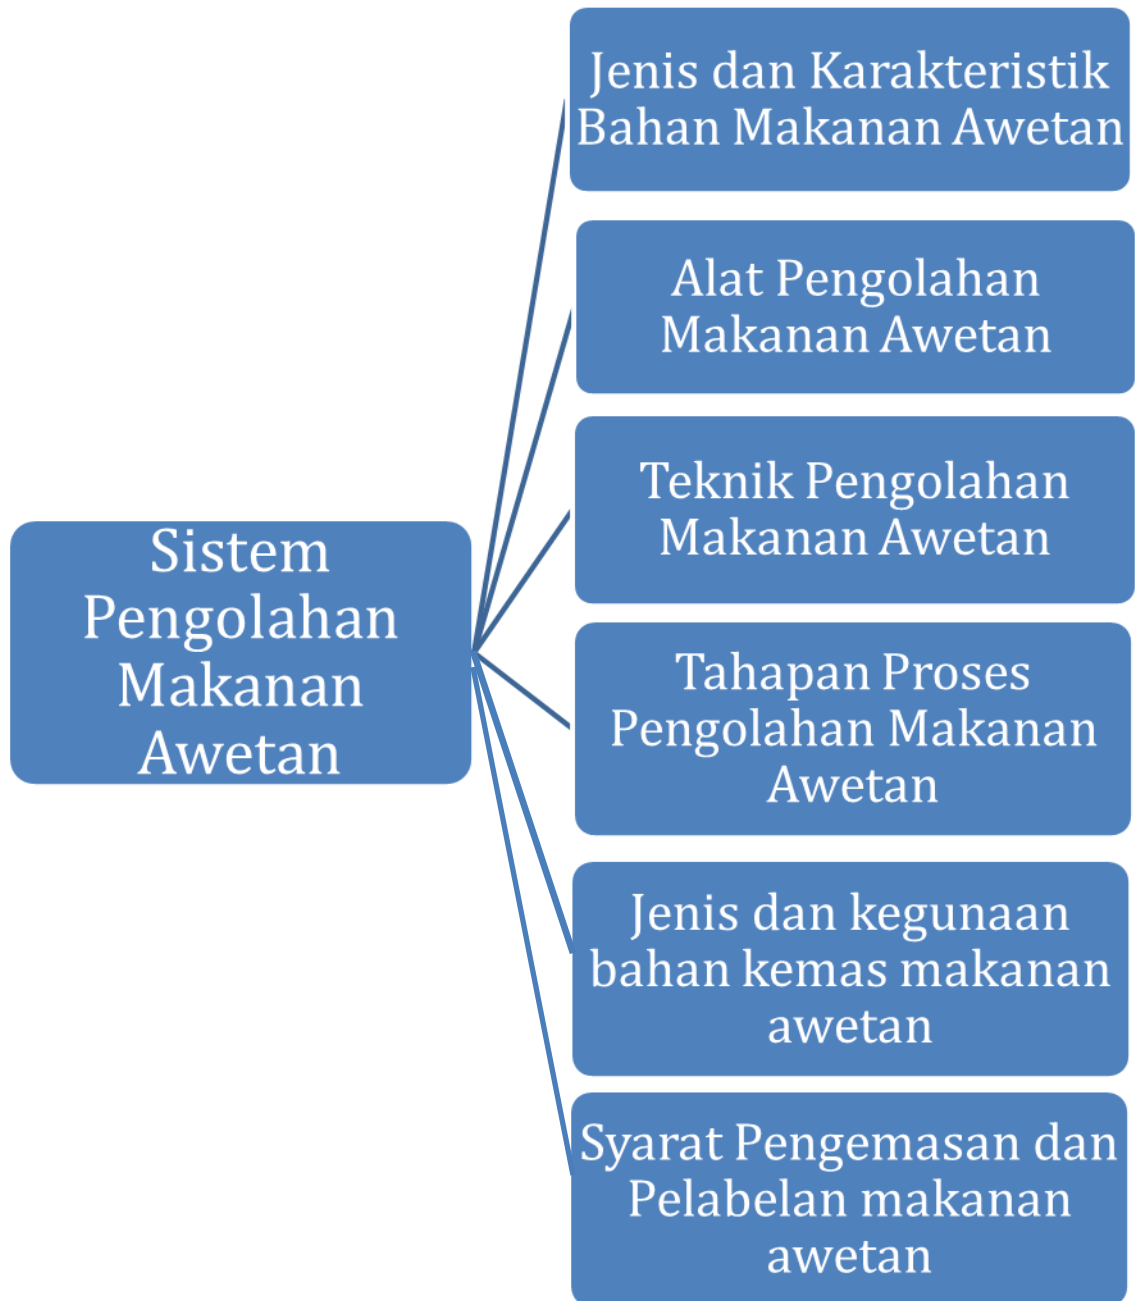 Jenis dan Karakteristik
Bahan Makanan Awetan
Alat Pengolahan
Makanan Awetan
Teknik Pengolahan
Makanan Awetan
Sistem
Pengolahan
Makanan
Awetan
Tahapan Proses
Pengolahan Makanan
Awetan
Jenis dan kegunaan
bahan kemas makanan
awetan
Syarat Pengemasan dan
Pelabelan makanan
awetan